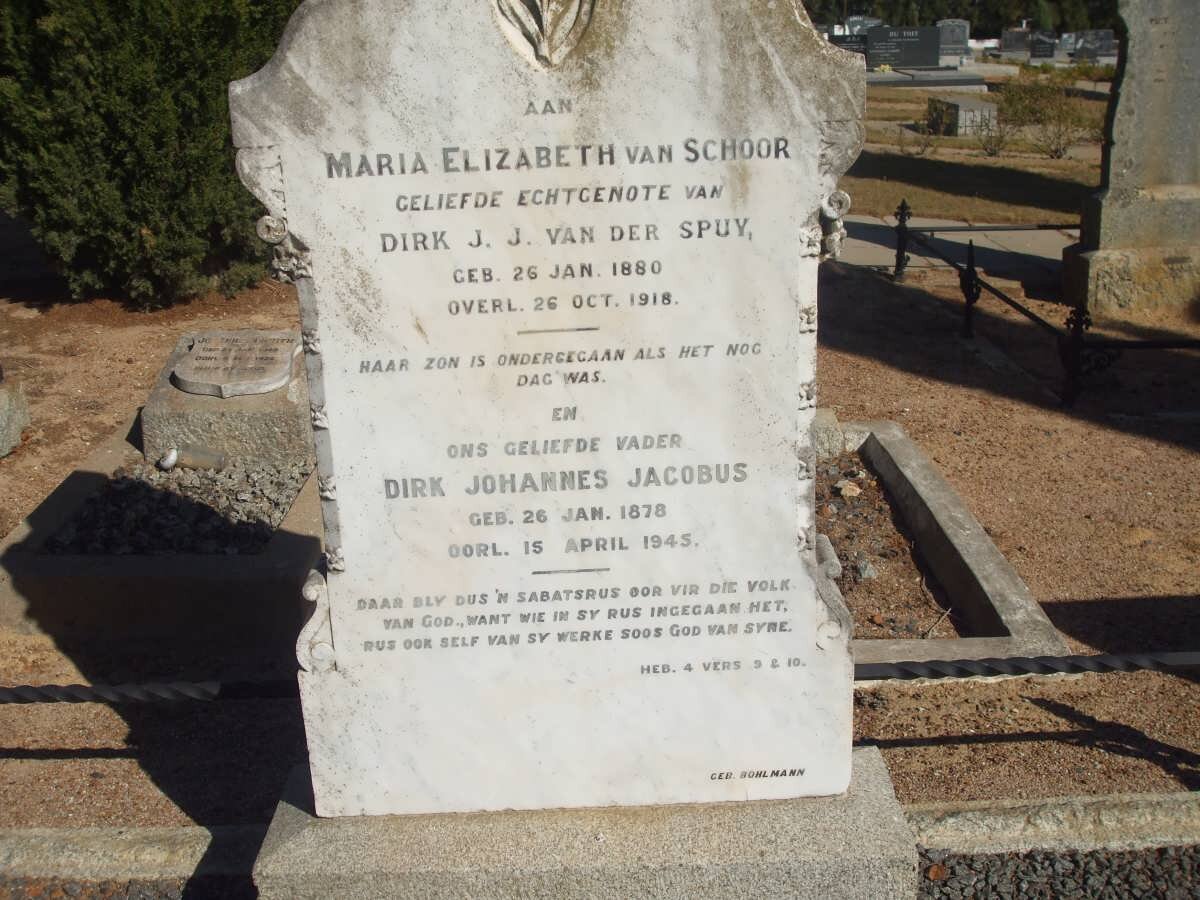 AAN
MARIA ELIZABETH VAN SCHOOR
GELIEFDE ECHTGENOTE VAN
DIRK J. J. VAN DER SPUY,
GEB. 26 JAN. 1880
OVERL. 26 OCT. 1918.
HAAR ZON IS ONDERGEGAAN ALS HET NOG
DAG WAS.
EN
ONS GELIEFDE VADER
DIRK JOHANNES JACOBUS
GEB. 26 JAN. 1878
OORL. 15 APRIL 1945.
DAAR BLY DUS 'N SABATSRUS OOR VIR DIE VOLK
VAN GOD., WANT WIE IN SY RUS INGEGAAN HET,
RUS OOK SELF VAN SY WERKE SOOS GOD VAN SYNE.
HEB. 4 VERS 9 & 10.
GEB. BOHLMANN
DU TOIT